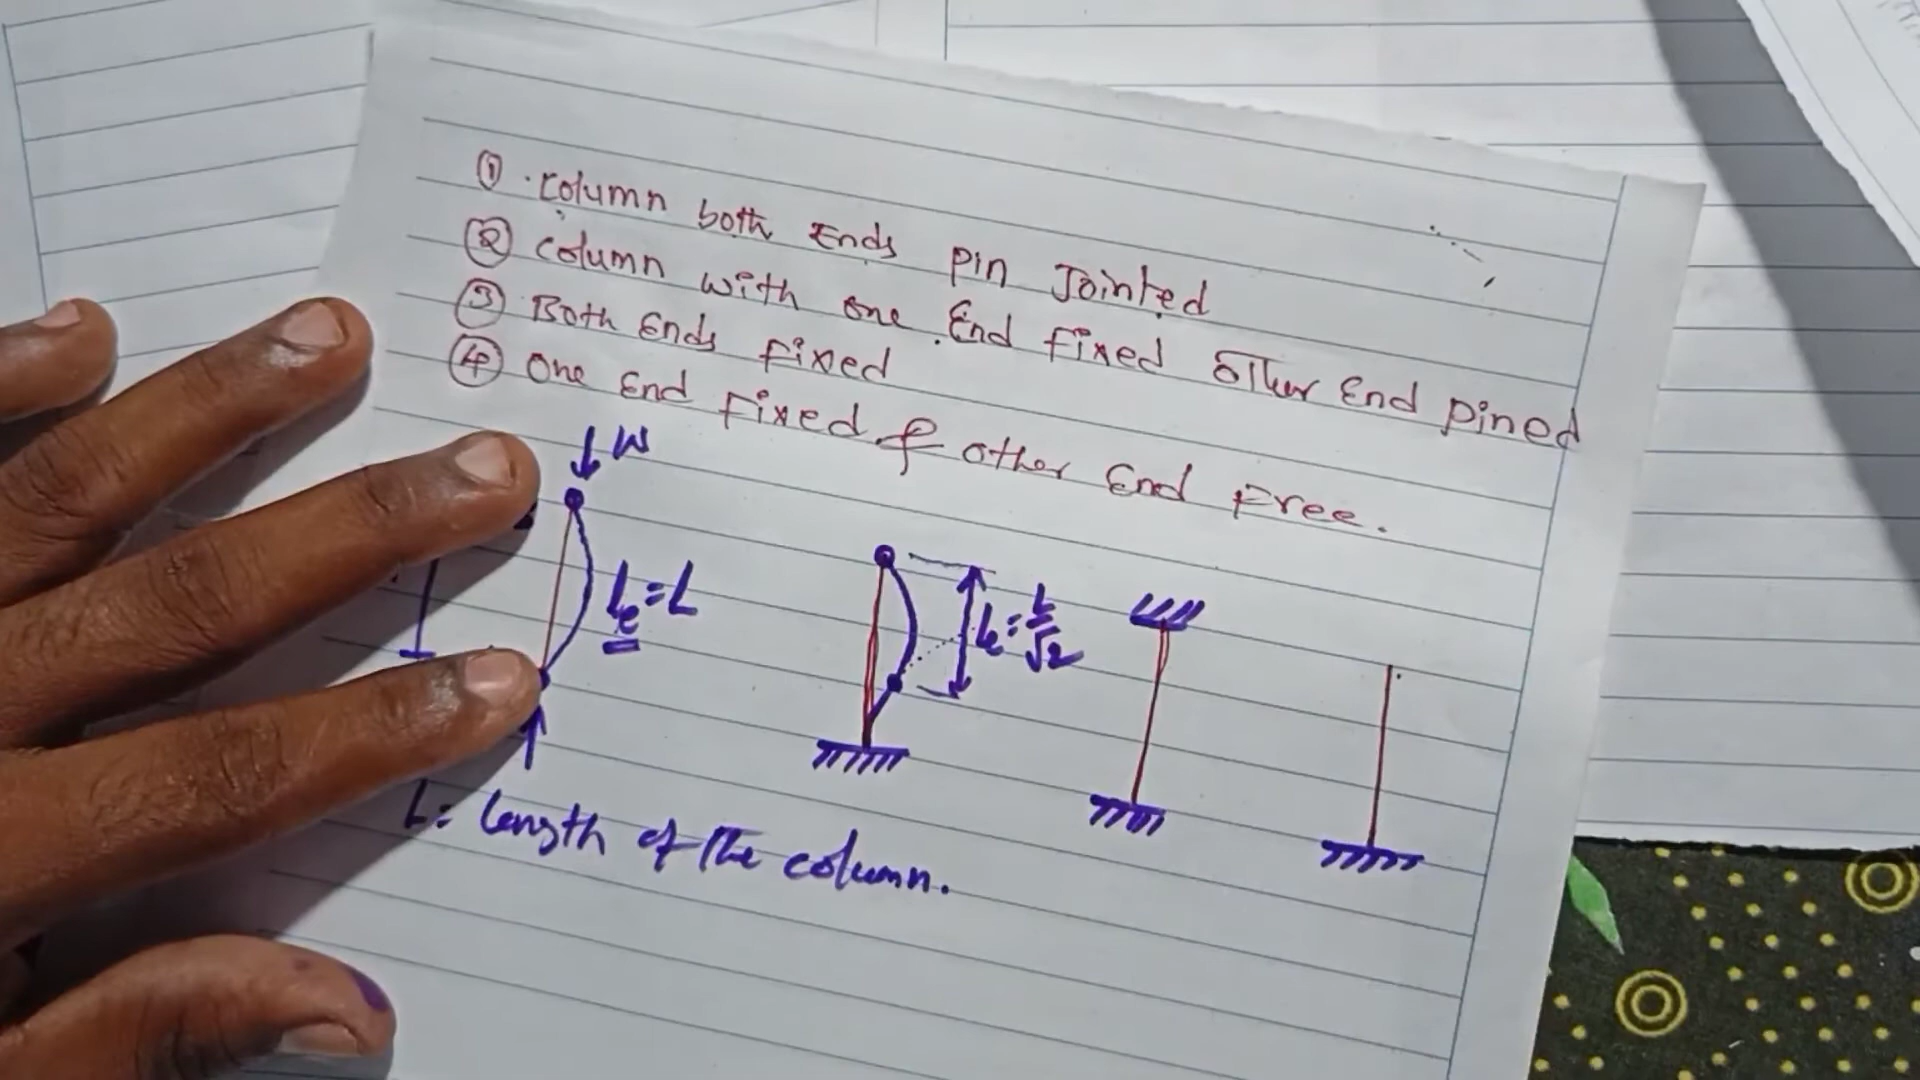 ① column both Ends Pin Jointed
② column with one End fixed Other End Pined
③ Both Ends fixed
④ One End Fixed & other End Free.
↓ W
Le = L
Le = L/√2
L = Length of the column.